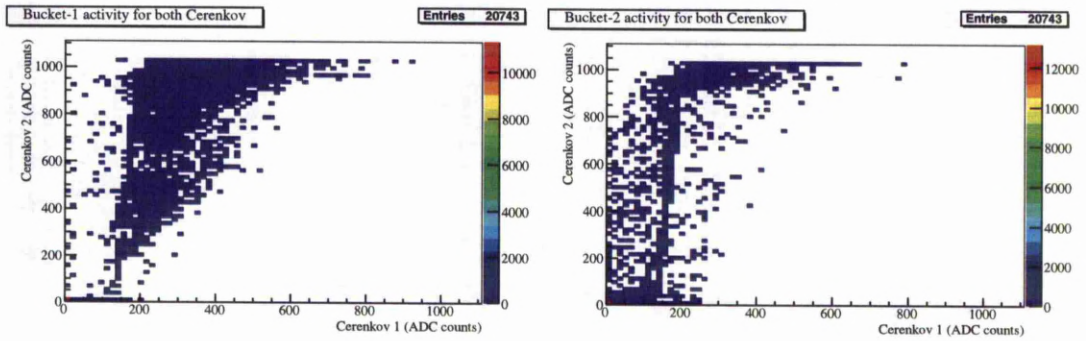 Bucket-1 activity for both Cerenkov
Entries 20743
Cerenkov 2 (ADC counts)
1000
800
600
400
200
0
0 200 400 600 800 1000
Cerenkov 1 (ADC counts)
10000
8000
6000
4000
2000
0
Bucket-2 activity for both Cerenkov
Entries 20743
Cerenkov 2 (ADC counts)
1000
800
600
400
200
0
0 200 400 600 800 1000
Cerenkov 1 (ADC counts)
12000
10000
8000
6000
4000
2000
0